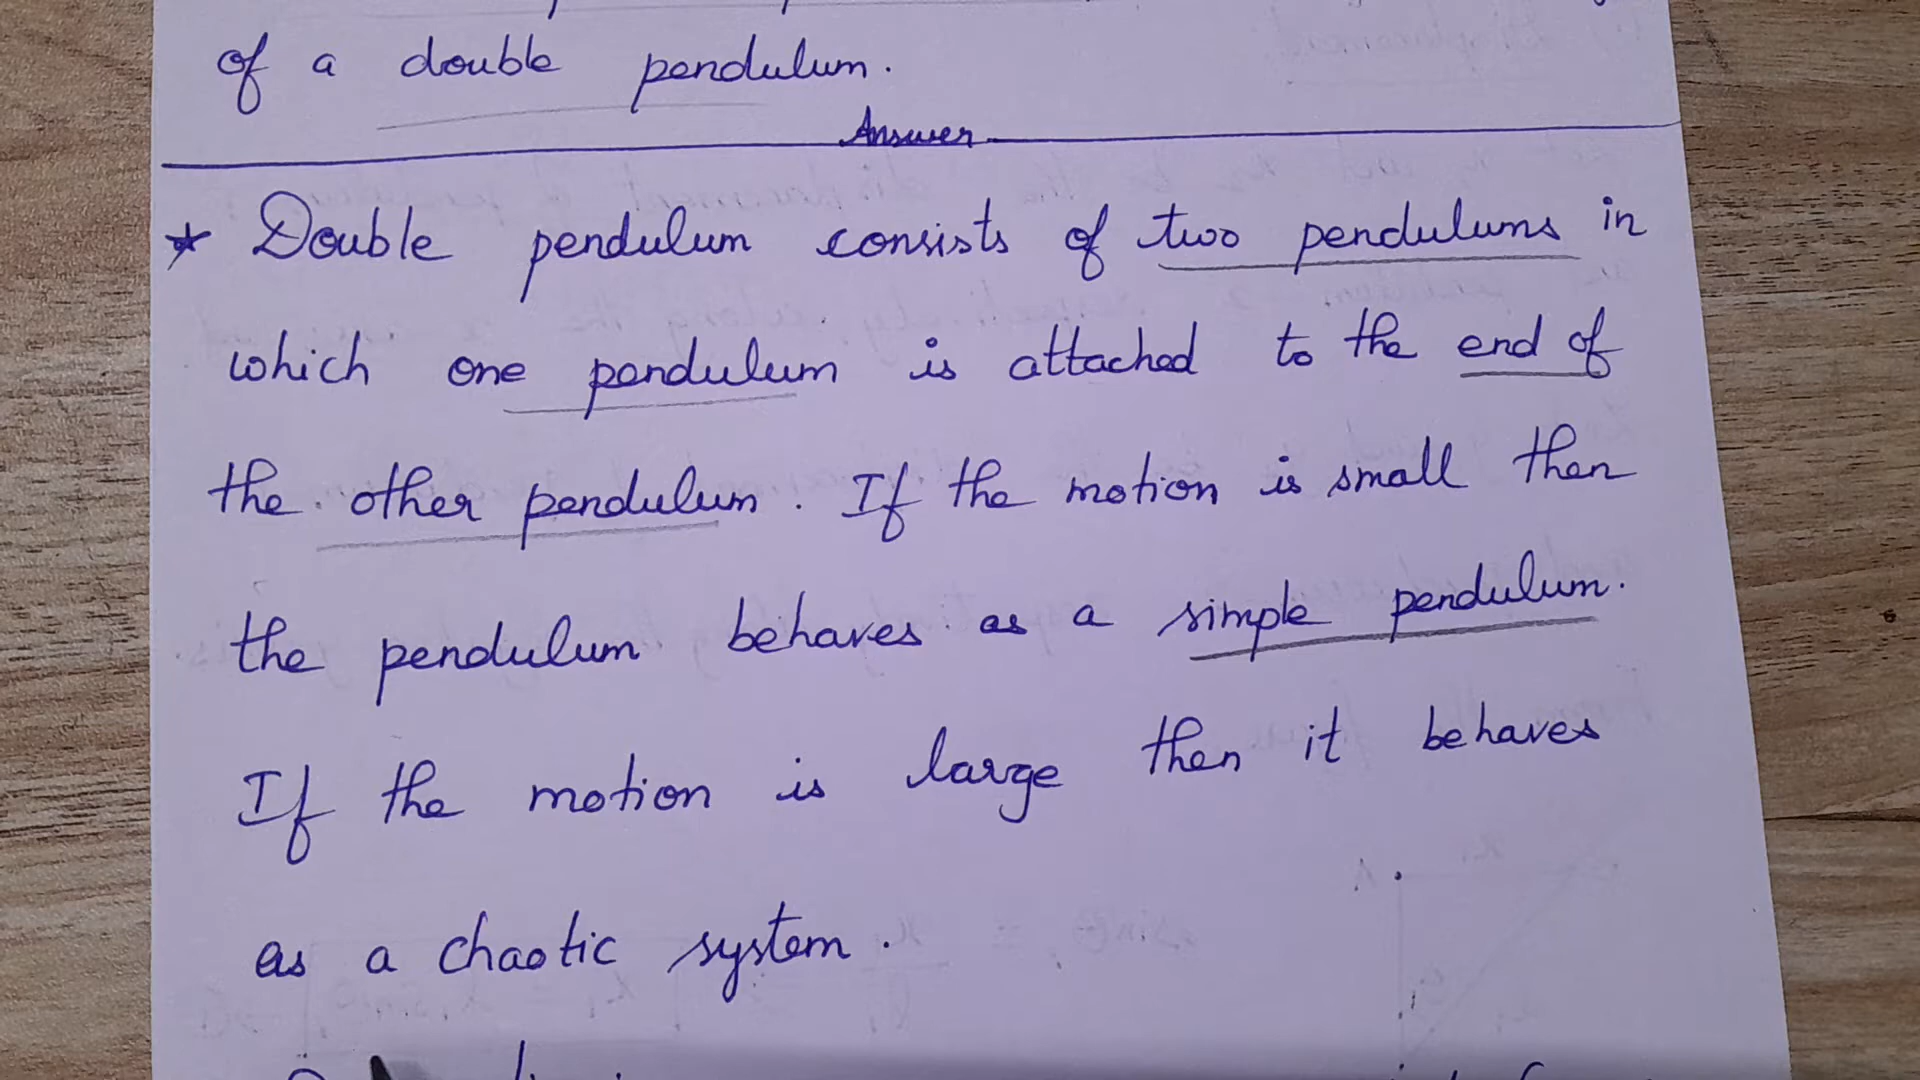 of a double pendulum.
Answer
* Double pendulum consists of two pendulums in
which one pendulum is attached to the end of
the other pendulum. If the motion is small then
the pendulum behaves as a simple pendulum.
If the motion is large then it behaves
as a chaotic system.